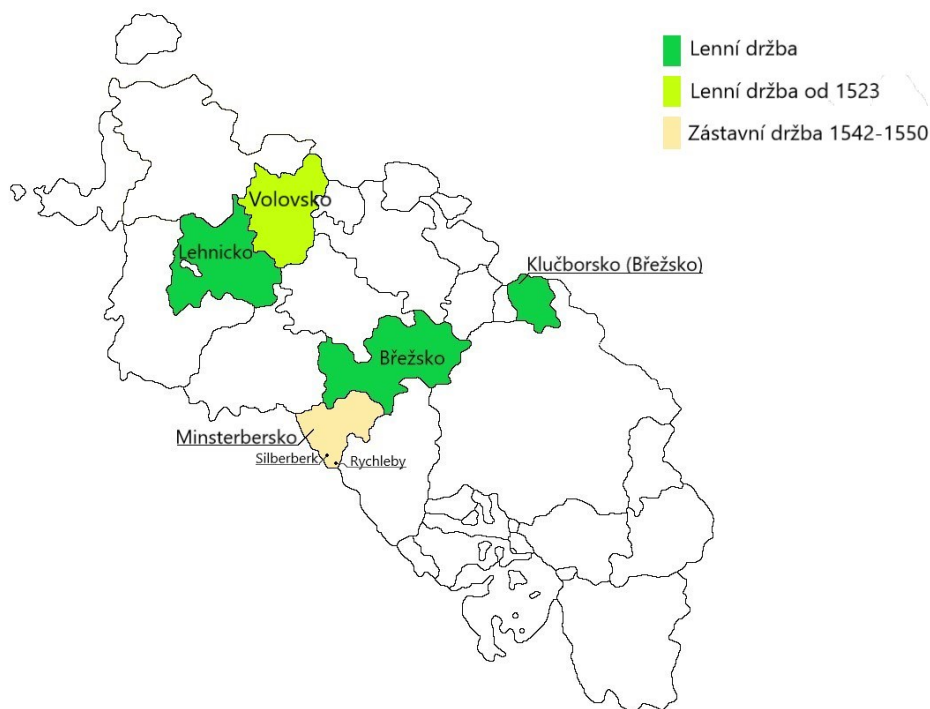 Lenní držba
Lenní držba od 1523
Zástavní držba 1542-1550
Volovsko
Lehnicko
Klučborsko (Břežsko)
Břežsko
Minsterbersko
Silberberk
Rychleby